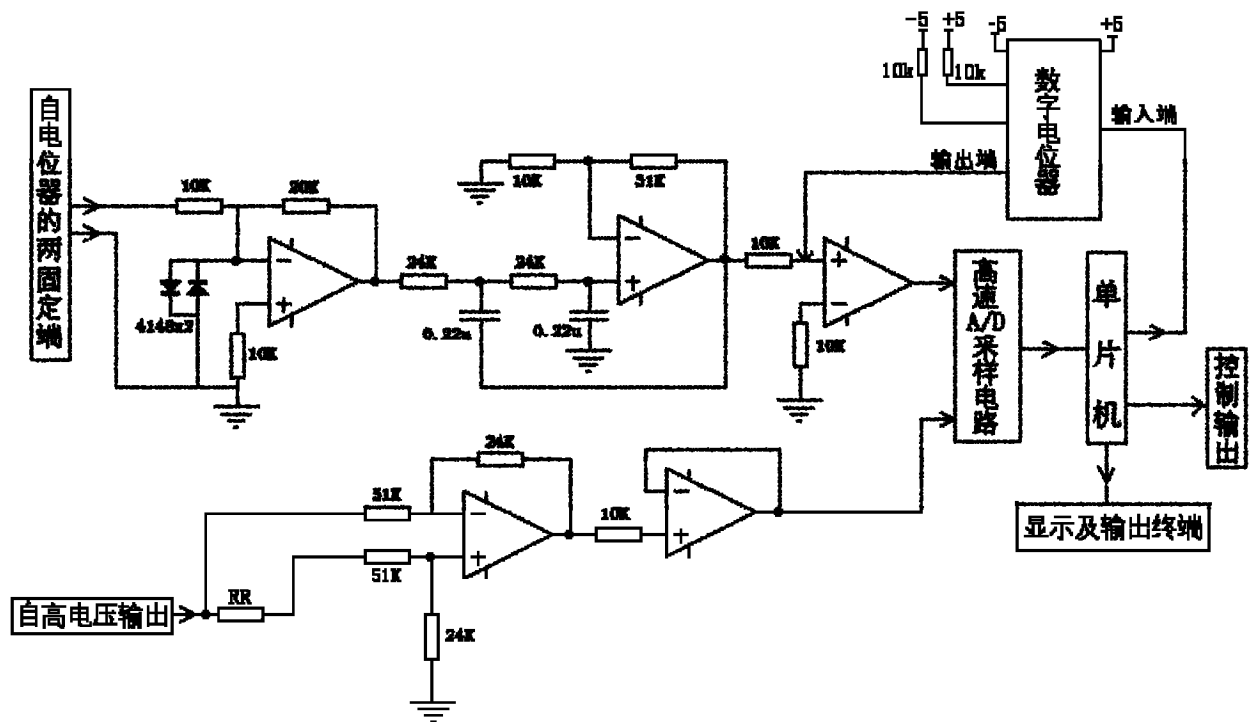 -5
+5
-5
+5
10k
10k
数字电位器
输入端
输出端
自电位器的两固定端
10K
20K
10K
51K
24K
24K
10K
4148x2
10K
0.22u
0.22u
10K
高速A/D采样电路
单片机
控制输出
24K
51K
10K
51K
显示及输出终端
RR
自高电压输出
24K